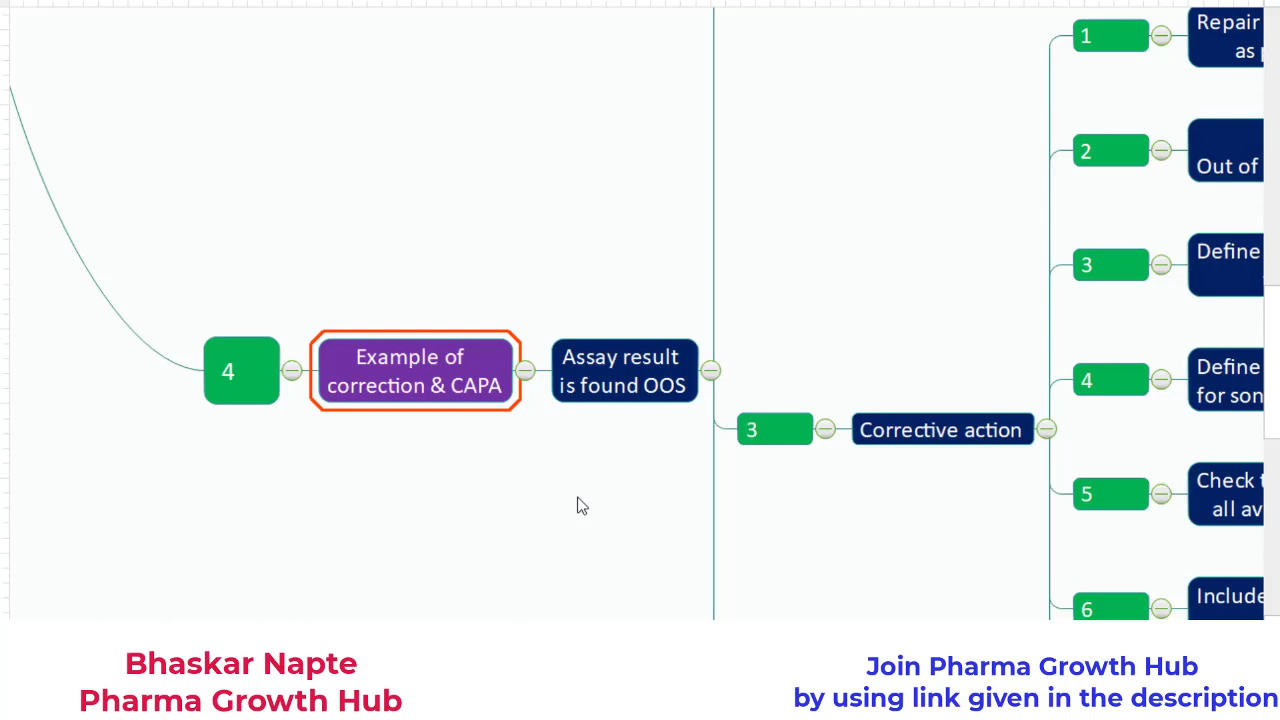 4
Example of
correction & CAPA
Assay result
is found OOS
3
Corrective action
1
Repair
as
2
Out of
3
Define
4
Define
for
5
Check
all
6
Include
Bhaskar Napte
Pharma Growth Hub
Join Pharma Growth Hub
by using link given in the description